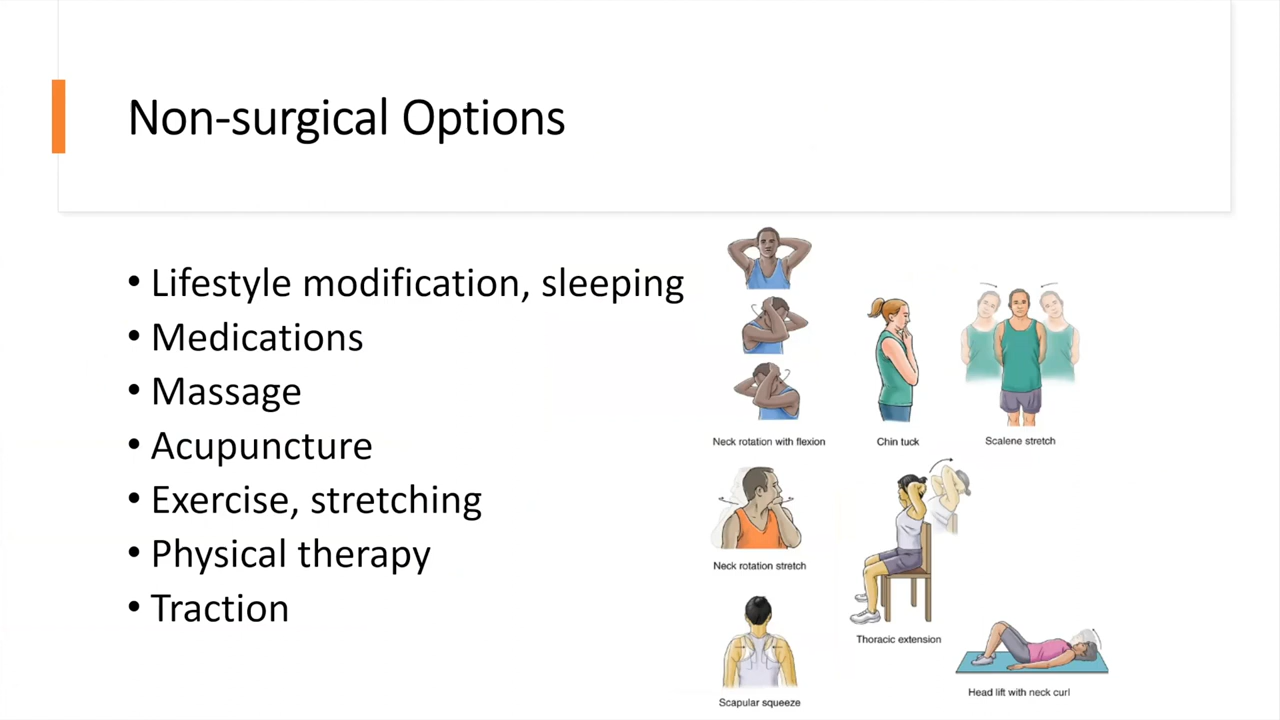 Non-surgical Options
• Lifestyle modification, sleeping
• Medications
• Massage
• Acupuncture
• Exercise, stretching
• Physical therapy
• Traction
Neck rotation with flexion
Chin tuck
Scalene stretch
Neck rotation stretch
Thoracic extension
Scapular squeeze
Head lift with neck curl